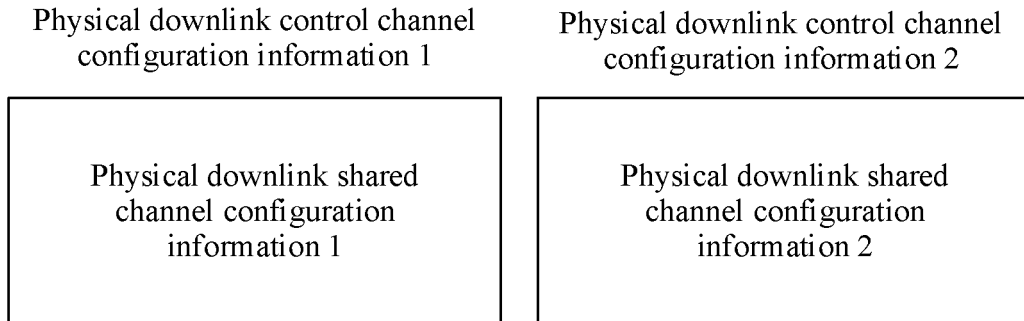 Physical downlink control channel
configuration information 1
Physical downlink control channel
configuration information 2
Physical downlink shared
channel configuration
information 1
Physical downlink shared
channel configuration
information 2